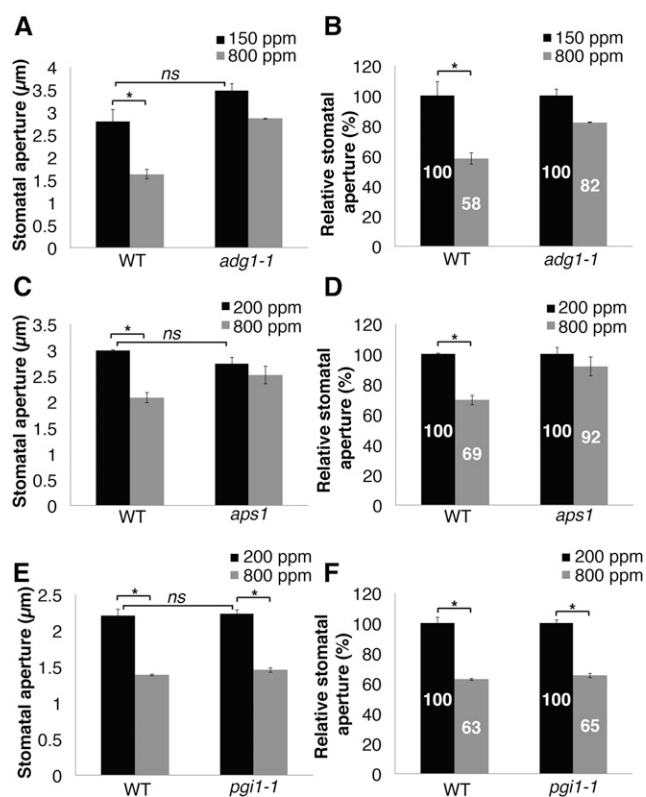 A
150 ppm
800 ppm
Stomatal aperture (µm)
4
3.5
3
2.5
2
1.5
1
0.5
0
ns
*
WT
adg1-1
B
150 ppm
800 ppm
Relative stomatal
aperture (%)
120
100
80
60
40
20
0
*
100
58
100
82
WT
adg1-1
C
200 ppm
800 ppm
Stomatal aperture (µm)
3.5
3
2.5
2
1.5
1
0.5
0
*
ns
WT
aps1
D
200 ppm
800 ppm
Relative stomatal
aperture (%)
120
100
80
60
40
20
0
*
100
69
100
92
WT
aps1
E
200 ppm
800 ppm
Stomatal aperture (µm)
2.5
2
1.5
1
0.5
0
*
ns
*
WT
pgi1-1
F
200 ppm
800 ppm
Relative stomatal
aperture (%)
120
100
80
60
40
20
0
*
*
100
63
100
65
WT
pgi1-1